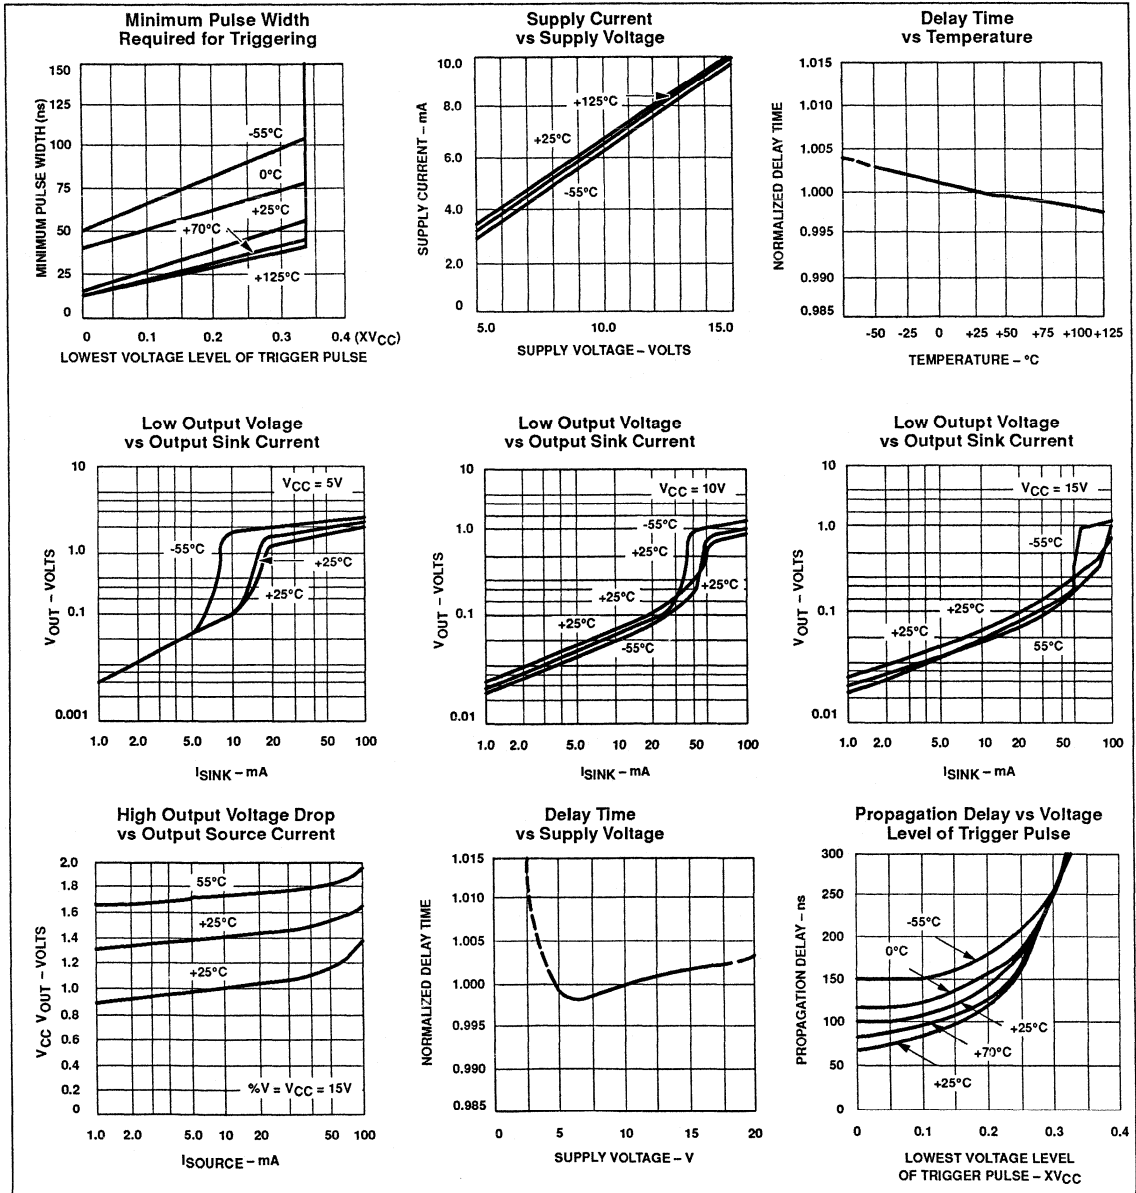 Minimum Pulse Width
Required for Triggering
150
125
100
75
50
25
0
MINIMUM PULSE WIDTH (ns)
-55°C
0°C
+25°C
+70°C
+125°C
0 0.1 0.2 0.3 0.4 (XVCC)
LOWEST VOLTAGE LEVEL OF TRIGGER PULSE
Supply Current
vs Supply Voltage
10.0
8.0
6.0
4.0
2.0
0
SUPPLY CURRENT – mA
+125°C
+25°C
-55°C
5.0 10.0 15.0
SUPPLY VOLTAGE – VOLTS
Delay Time
vs Temperature
1.015
1.010
1.005
1.000
0.995
0.990
0.985
NORMALIZED DELAY TIME
-50 -25 0 +25 +50 +75 +100 +125
TEMPERATURE – °C
Low Output Volage
vs Output Sink Current
10
1.0
0.1
0.001
VOUT – VOLTS
VCC = 5V
-55°C
+25°C
+25°C
1.0 2.0 5.0 10 20 50 100
ISINK – mA
Low Output Voltage
vs Output Sink Current
10
1.0
0.1
0.01
VOUT – VOLTS
VCC = 10V
-55°C
+25°C
+25°C
+25°C
+25°C
-55°C
1.0 2.0 5.0 10 20 50 100
ISINK – mA
Low Outupt Voltage
vs Output Sink Current
10
1.0
0.1
0.01
VOUT – VOLTS
VCC = 15V
-55°C
+25°C
+25°C
55°C
1.0 2.0 5.0 10 20 50 100
ISINK – mA
High Output Voltage Drop
vs Output Source Current
2.0
1.8
1.6
1.4
1.2
1.0
0.8
0.6
0.4
0.2
0
VCC VOUT – VOLTS
55°C
+25°C
+25°C
%V = VCC = 15V
1.0 2.0 5.0 10 20 50 100
ISOURCE – mA
Delay Time
vs Supply Voltage
1.015
1.010
1.005
1.000
0.995
0.990
0.985
NORMALIZED DELAY TIME
0 5 10 15 20
SUPPLY VOLTAGE – V
Propagation Delay vs Voltage
Level of Trigger Pulse
300
250
200
150
100
50
0
PROPAGATION DELAY – ns
-55°C
0°C
+25°C
+70°C
+25°C
0 0.1 0.2 0.3 0.4
LOWEST VOLTAGE LEVEL
OF TRIGGER PULSE – XVCC